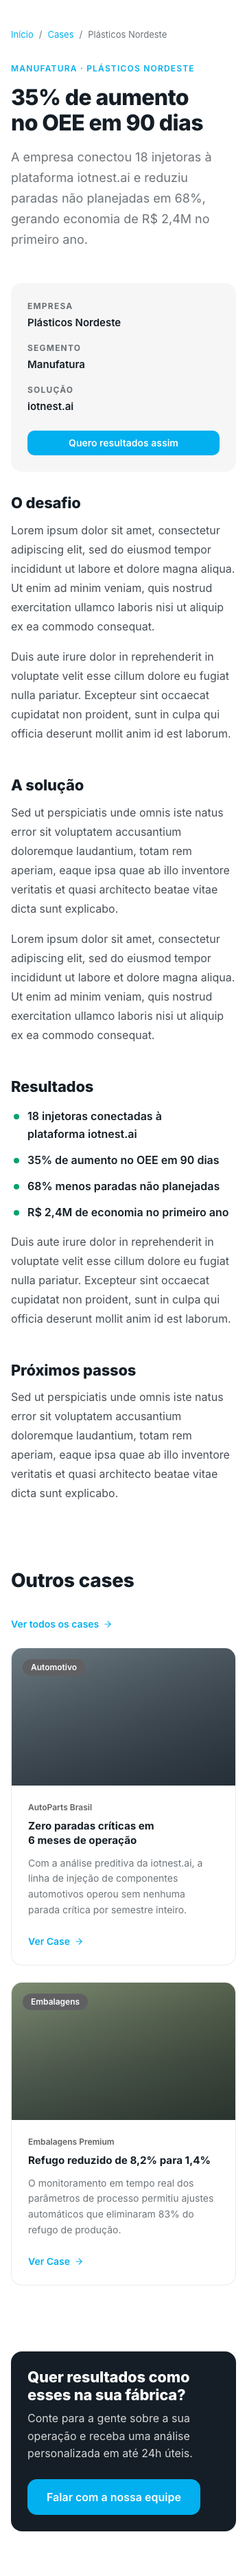 Início / Cases / Plásticos Nordeste
MANUFATURA · PLÁSTICOS NORDESTE
35% de aumento
no OEE em 90 dias
A empresa conectou 18 injetoras à
plataforma iotnest.ai e reduziu
paradas não planejadas em 68%,
gerando economia de R$ 2,4M no
primeiro ano.
EMPRESA
Plásticos Nordeste
SEGMENTO
Manufatura
SOLUÇÃO
iotnest.ai
Quero resultados assim
O desafio
Lorem ipsum dolor sit amet, consectetur
adipiscing elit, sed do eiusmod tempor
incididunt ut labore et dolore magna aliqua.
Ut enim ad minim veniam, quis nostrud
exercitation ullamco laboris nisi ut aliquip
ex ea commodo consequat.
Duis aute irure dolor in reprehenderit in
voluptate velit esse cillum dolore eu fugiat
nulla pariatur. Excepteur sint occaecat
cupidatat non proident, sunt in culpa qui
officia deserunt mollit anim id est laborum.
A solução
Sed ut perspiciatis unde omnis iste natus
error sit voluptatem accusantium
doloremque laudantium, totam rem
aperiam, eaque ipsa quae ab illo inventore
veritatis et quasi architecto beatae vitae
dicta sunt explicabo.
Lorem ipsum dolor sit amet, consectetur
adipiscing elit, sed do eiusmod tempor
incididunt ut labore et dolore magna aliqua.
Ut enim ad minim veniam, quis nostrud
exercitation ullamco laboris nisi ut aliquip
ex ea commodo consequat.
Resultados
18 injetoras conectadas à
plataforma iotnest.ai
35% de aumento no OEE em 90 dias
68% menos paradas não planejadas
R$ 2,4M de economia no primeiro ano
Duis aute irure dolor in reprehenderit in
voluptate velit esse cillum dolore eu fugiat
nulla pariatur. Excepteur sint occaecat
cupidatat non proident, sunt in culpa qui
officia deserunt mollit anim id est laborum.
Próximos passos
Sed ut perspiciatis unde omnis iste natus
error sit voluptatem accusantium
doloremque laudantium, totam rem
aperiam, eaque ipsa quae ab illo inventore
veritatis et quasi architecto beatae vitae
dicta sunt explicabo.
Outros cases
Ver todos os cases →
Automotivo
AutoParts Brasil
Zero paradas críticas em
6 meses de operação
Com a análise preditiva da iotnest.ai, a
linha de injeção de componentes
automotivos operou sem nenhuma
parada crítica por semestre inteiro.
Ver Case →
Embalagens
Embalagens Premium
Refugo reduzido de 8,2% para 1,4%
O monitoramento em tempo real dos
parâmetros de processo permitiu ajustes
automáticos que eliminaram 83% do
refugo de produção.
Ver Case →
Quer resultados como
esses na sua fábrica?
Conte para a gente sobre a sua
operação e receba uma análise
personalizada em até 24h úteis.
Falar com a nossa equipe